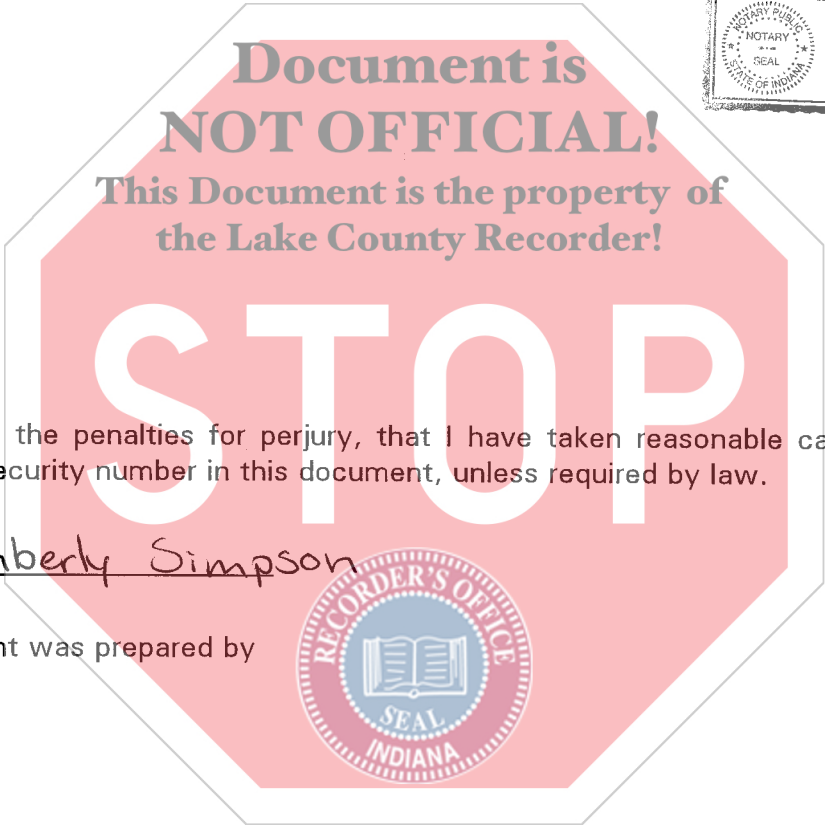 NOTARY PUBLIC
NOTARY
SEAL
STATE OF INDIANA
Document is
NOT OFFICIAL!
This Document is the property of
the Lake County Recorder!
STOP
the penalties for perjury, that I have taken reasonable ca
ecurity number in this document, unless required by law.
berly Simpson
nt was prepared by
RECORDER'S OFFICE
SEAL
INDIANA